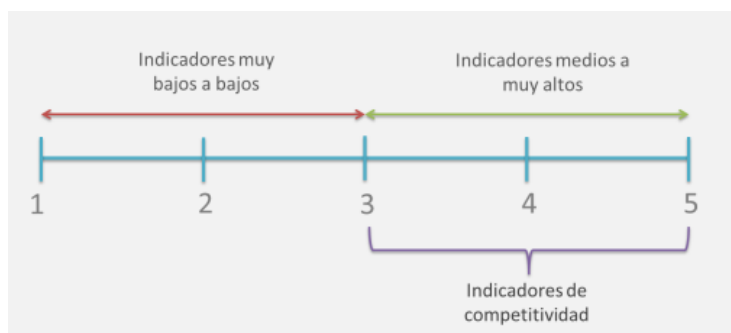 Indicadores muy
bajos a bajos
Indicadores medios a
muy altos
1 2 3 4 5
Indicadores de
competitividad